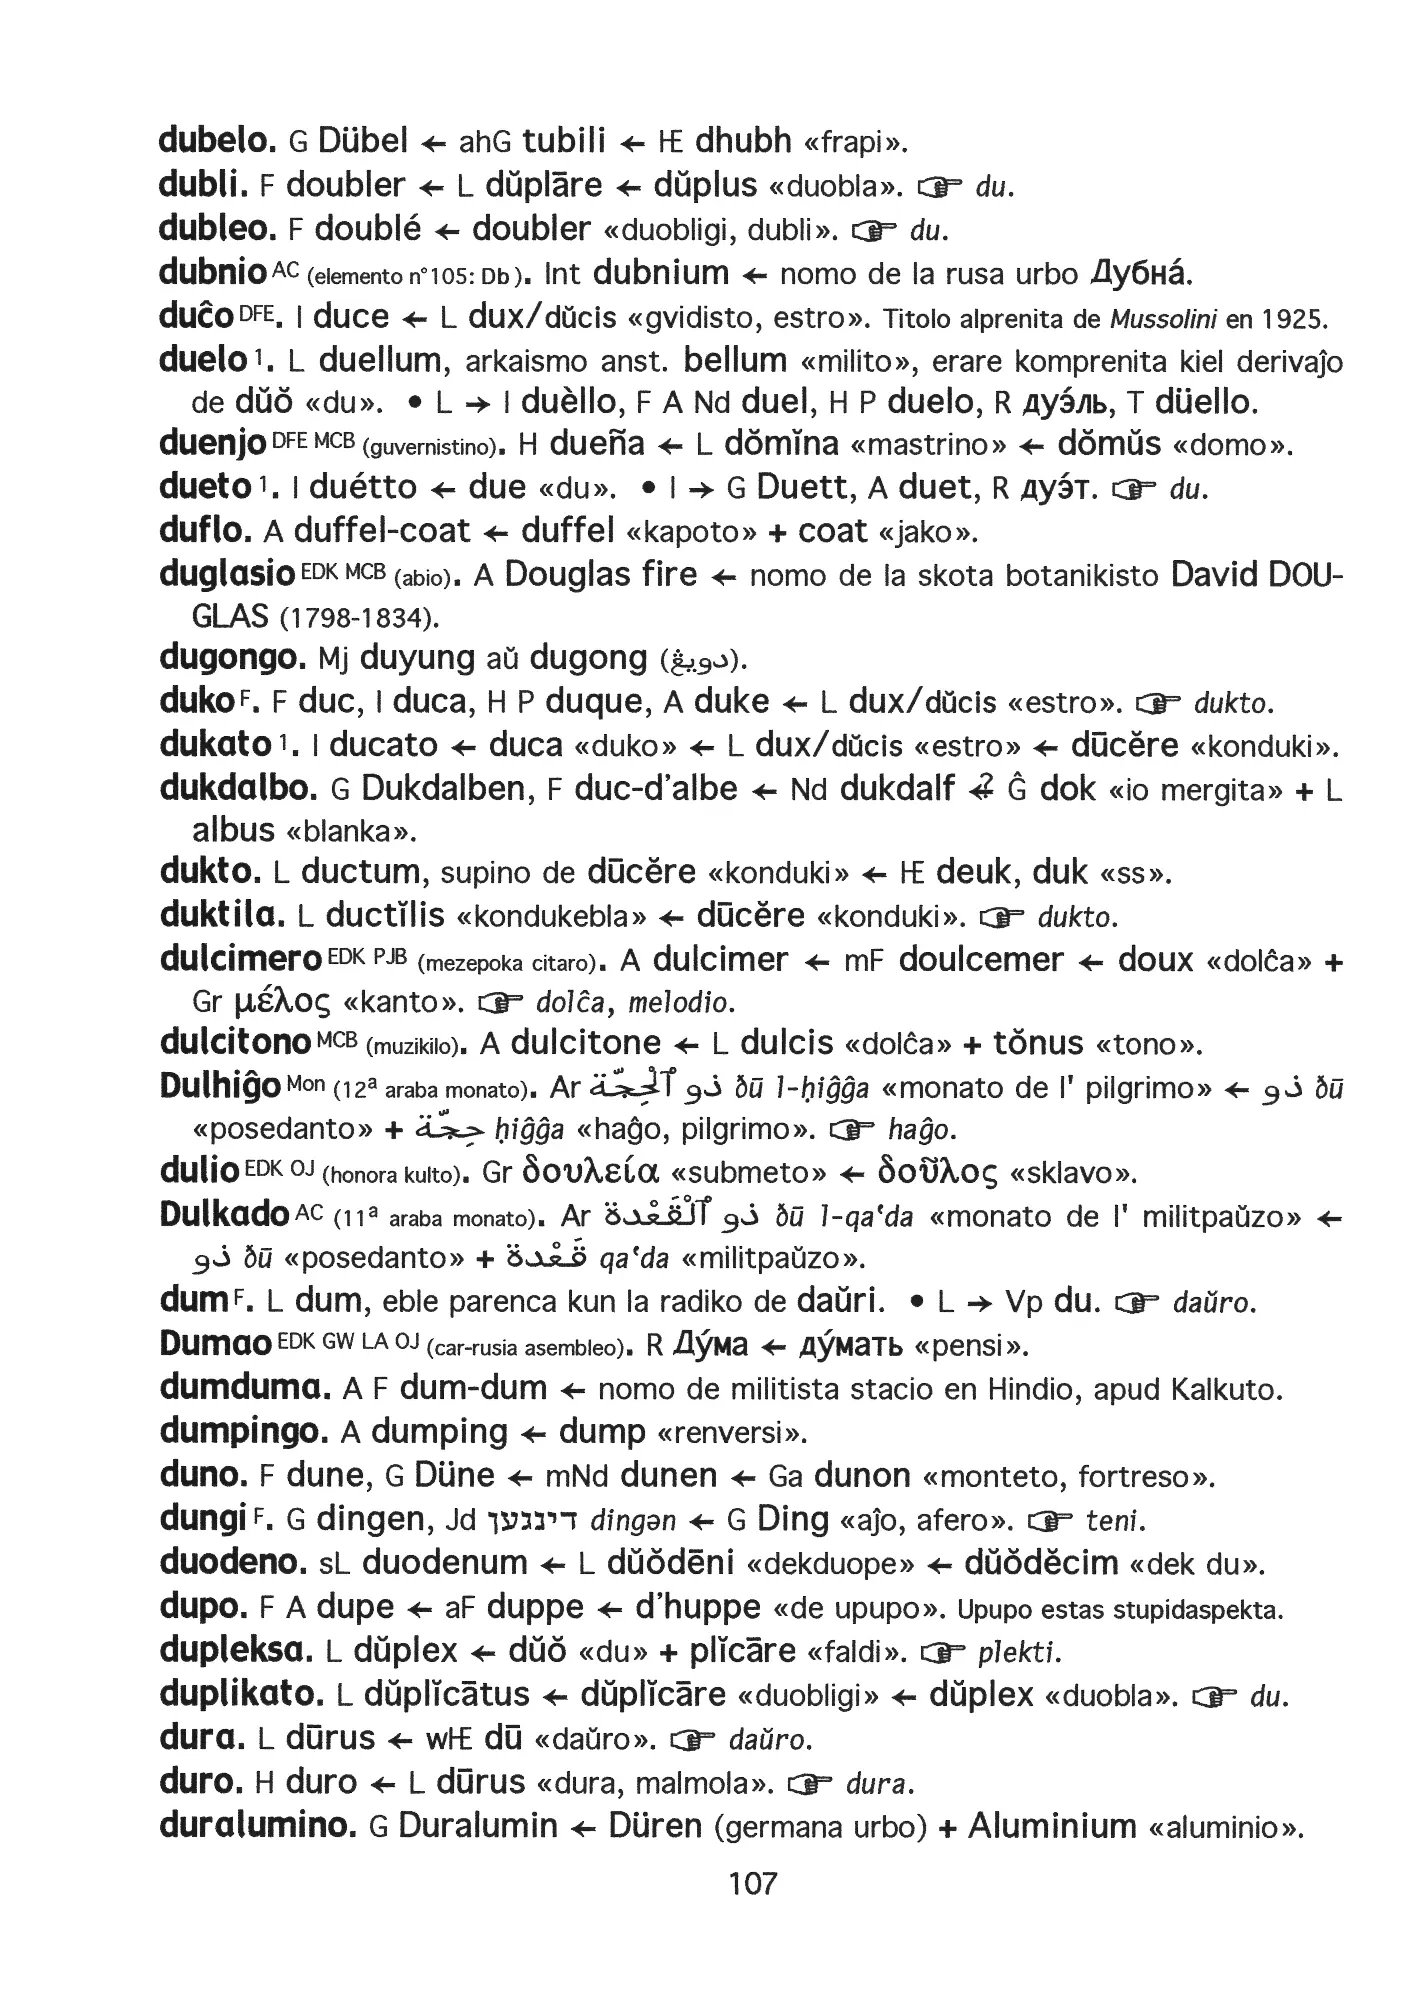 dubelo. G Dübel ← ahG tubili ← IE dhubh «frapi».
dubli. F doubler ← L dŭplāre ← dŭplus «duobla». ☞ du.
dubleo. F doublé ← doubler «duobligi, dubli». ☞ du.
dubnio AC (elemento n°105: Db). Int dubnium ← nomo de la rusa urbo Дубна́.
duĉo DFE. I duce ← L dux/dŭcis «gvidisto, estro». Titolo alprenita de Mussolini en 1925.
duelo 1. L duellum, arkaismo anst. bellum «milito», erare komprenita kiel derivaĵo
de dŭŏ «du». • L → I duèllo, F A Nd duel, H P duelo, R дуэ́ль, T düello.
duenjo DFE MCB (guvernistino). H dueña ← L dŏmĭna «mastrino» ← dŏmŭs «domo».
dueto 1. I duétto ← due «du». • I → G Duett, A duet, R дуэ́т. ☞ du.
duflo. A duffel-coat ← duffel «kapoto» + coat «jako».
duglasio EDK MCB (abio). A Douglas fire ← nomo de la skota botanikisto David DOU-
GLAS (1798-1834).
dugongo. Mj duyung aŭ dugong (دويڠ).
duko F. F duc, I duca, H P duque, A duke ← L dux/dŭcis «estro». ☞ dukto.
dukato 1. I ducato ← duca «duko» ← L dux/dŭcis «estro» ← dūcĕre «konduki».
dukdalbo. G Dukdalben, F duc-d’albe ← Nd dukdalf ←? Ĝ dok «io mergita» + L
albus «blanka».
dukto. L ductum, supino de dūcĕre «konduki» ← IE deuk, duk «ss».
duktila. L ductĭlis «kondukebla» ← dūcĕre «konduki». ☞ dukto.
dulcimero EDK PJB (mezepoka citaro). A dulcimer ← mF doulcemer ← doux «dolĉa» +
Gr μέλος «kanto». ☞ dolĉa, melodio.
dulcitono MCB (muzikilo). A dulcitone ← L dulcis «dolĉa» + tŏnus «tono».
Dulhiĝo Mon (12ª araba monato). Ar ذو ٱلْحِجَّة ðū l-ḥiĝĝa «monato de l' pilgrimo» ← ذو ðū
«posedanto» + حِجَّة ḥiĝĝa «haĝo, pilgrimo». ☞ haĝo.
dulio EDK OJ (honora kulto). Gr δουλεία «submeto» ← δοῦλος «sklavo».
Dulkado AC (11ª araba monato). Ar ذو ٱلْقَعْدة ðū l-qaʿda «monato de l' militpaŭzo» ←
ذو ðū «posedanto» + قَعْدة qaʿda «militpaŭzo».
dum F. L dum, eble parenca kun la radiko de daŭri. • L → Vp du. ☞ daŭro.
Dumao EDK GW LA OJ (car-rusia asembleo). R Ду́ма ← ду́мать «pensi».
dumduma. A F dum-dum ← nomo de militista stacio en Hindio, apud Kalkuto.
dumpingo. A dumping ← dump «renversi».
duno. F dune, G Düne ← mNd dunen ← Ga dunon «monteto, fortreso».
dungi F. G dingen, Jd דינגען dingən ← G Ding «aĵo, afero». ☞ teni.
duodeno. sL duodenum ← L dŭŏdēni «dekduope» ← dŭŏdĕcim «dek du».
dupo. F A dupe ← aF duppe ← d’huppe «de upupo». Upupo estas stupidaspekta.
dupleksa. L dŭplex ← dŭŏ «du» + plĭcāre «faldi». ☞ plekti.
duplikato. L dŭplĭcātus ← dŭplĭcāre «duobligi» ← dŭplex «duobla». ☞ du.
dura. L dūrus ← wIE dū «daŭro». ☞ daŭro.
duro. H duro ← L dūrus «dura, malmola». ☞ dura.
duralumino. G Duralumin ← Düren (germana urbo) + Aluminium «aluminio».
107